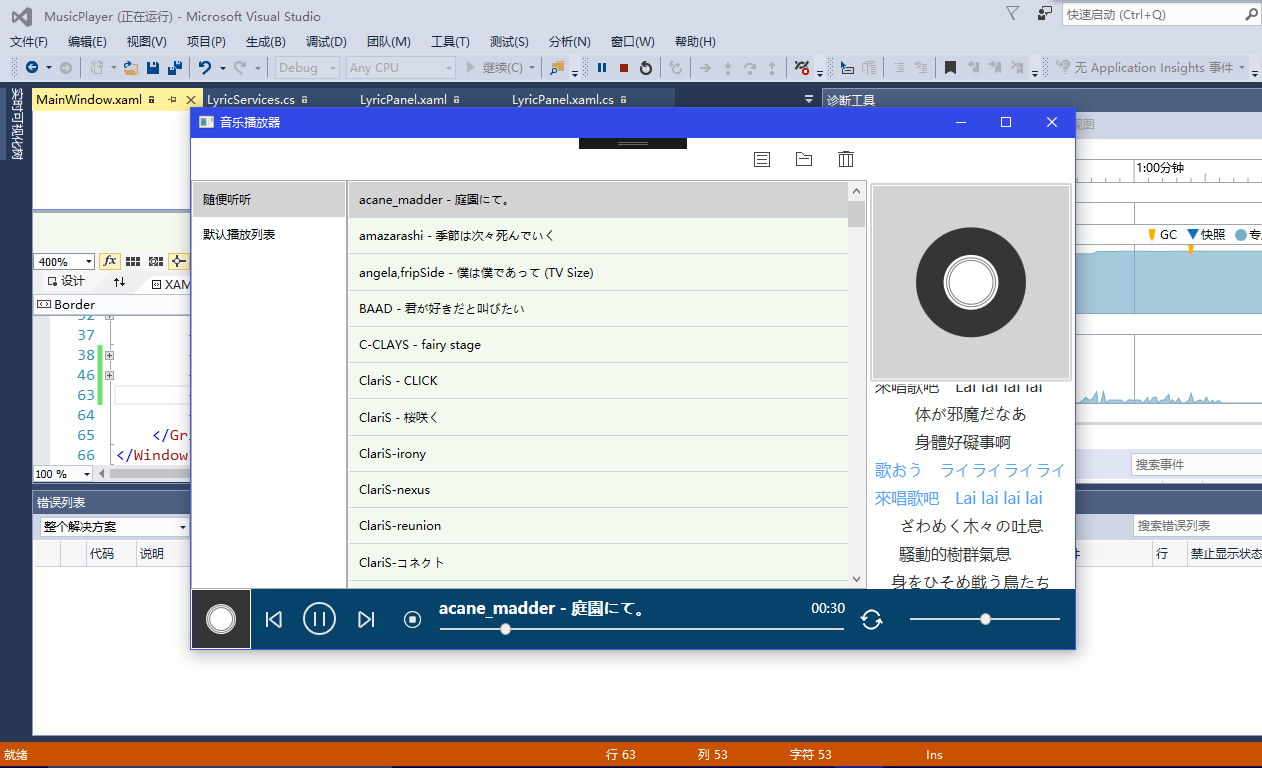 MusicPlayer (正在运行) - Microsoft Visual Studio
快速启动 (Ctrl+Q)
文件(F) 编辑(E) 视图(V) 项目(P) 生成(B) 调试(D) 团队(M) 工具(T) 测试(S) 分析(N) 窗口(W) 帮助(H)
Debug Any CPU 继续(C) 无 Application Insights 事件
实时可视化树
MainWindow.xaml LyricServices.cs LyricPanel.xaml LyricPanel.xaml.cs
诊断工具
音乐播放器
视图
1:00分钟
GC 快照
随便听听
默认播放列表
acane_madder - 庭園にて。
amazarashi - 季節は次々死んでいく
angela,fripSide - 僕は僕であって (TV Size)
BAAD - 君が好きだと叫びたい
C-CLAYS - fairy stage
ClariS - CLICK
ClariS - 桜咲く
ClariS-irony
ClariS-nexus
ClariS-reunion
ClariS-コネクト
來唱歌吧 Lai lai lai lai
体が邪魔だなあ
身體好礙事啊
歌おう ライライライライ
來唱歌吧 Lai lai lai lai
ざわめく木々の吐息
騷動的樹群氣息
身をひそめ戦う鳥たち
400% fx
设计 XAM
Border
52
37
38
46
63
64
65 </Gr
66 </Window
100 %
搜索事件
错误列表
整个解决方案
搜索错误列表
代码 说明 件 行 禁止显示状态
acane_madder - 庭園にて。 00:30
就绪 行 63 列 53 字符 53 Ins